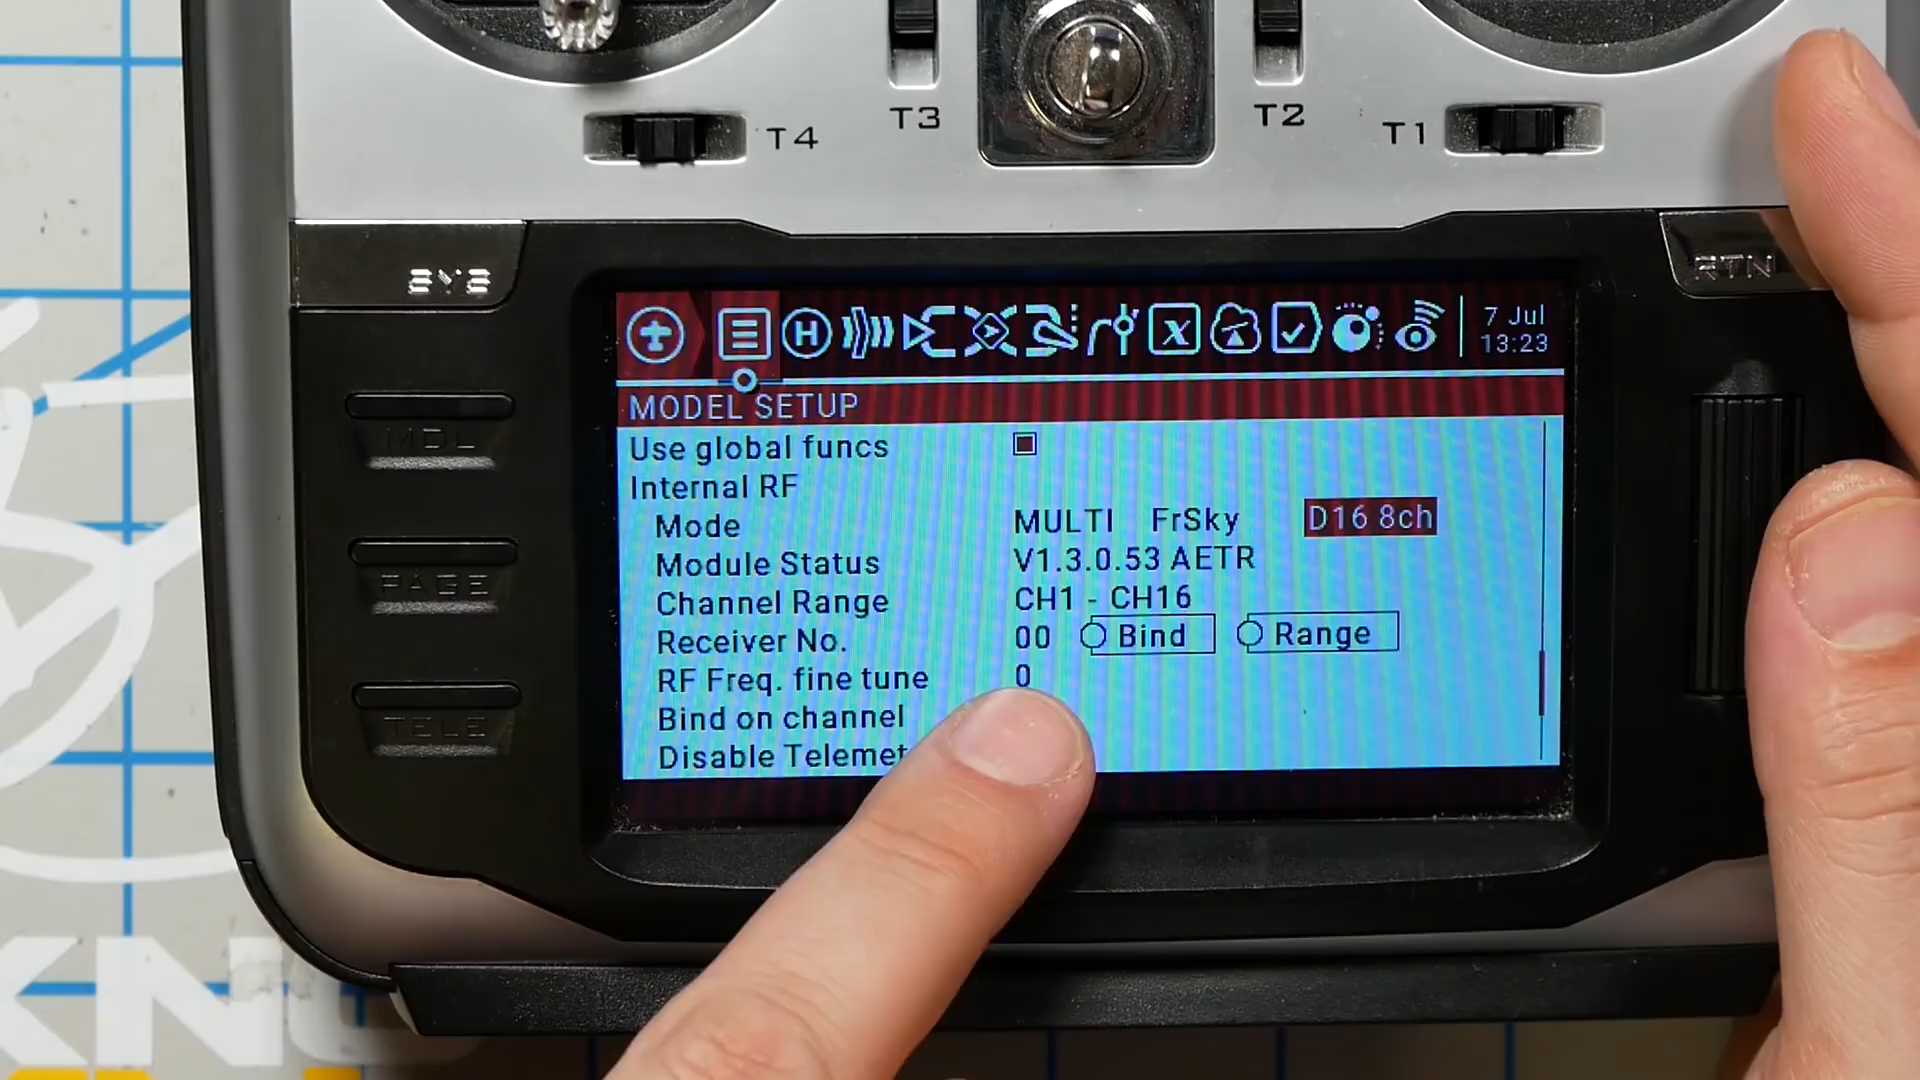 T4
T3
T2
T1
SYS
RTN
MDL
PAGE
TELE
7 Jul
13:23
MODEL SETUP
Use global funcs
Internal RF
Mode MULTI FrSky D16 8ch
Module Status V1.3.0.53 AETR
Channel Range CH1 - CH16
Receiver No. 00 Bind Range
RF Freq. fine tune 0
Bind on channel
Disable